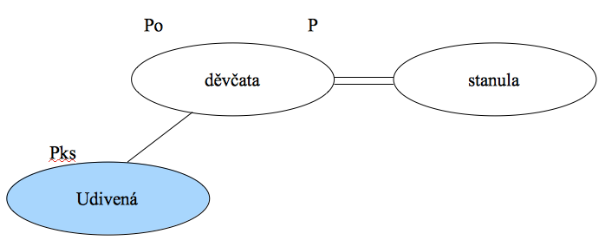 Po P
děvčata stanula
Pks
Udivená